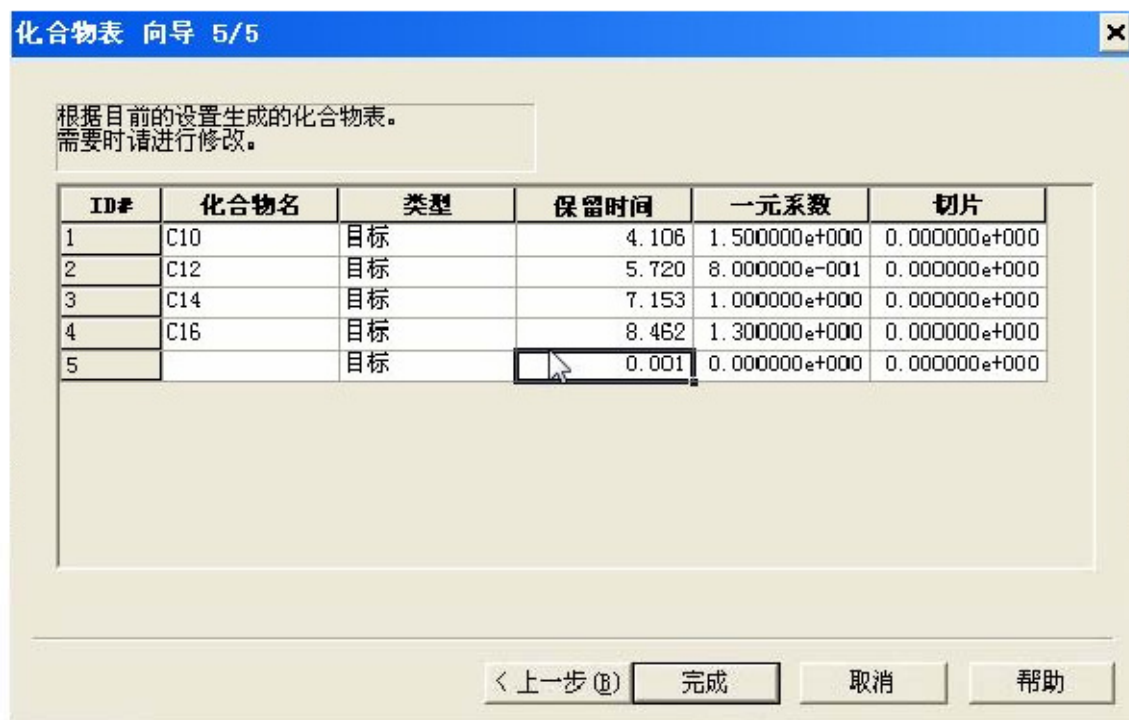 化合物表 向导 5/5
根据目前的设置生成的化合物表。
需要时请进行修改。
ID# 化合物名 类型 保留时间 一元系数 切片
1 C10 目标 4.106 1.500000e+000 0.000000e+000
2 C12 目标 5.720 8.000000e-001 0.000000e+000
3 C14 目标 7.153 1.000000e+000 0.000000e+000
4 C16 目标 8.462 1.300000e+000 0.000000e+000
5 目标 0.001 0.000000e+000 0.000000e+000
< 上一步(B) 完成 取消 帮助